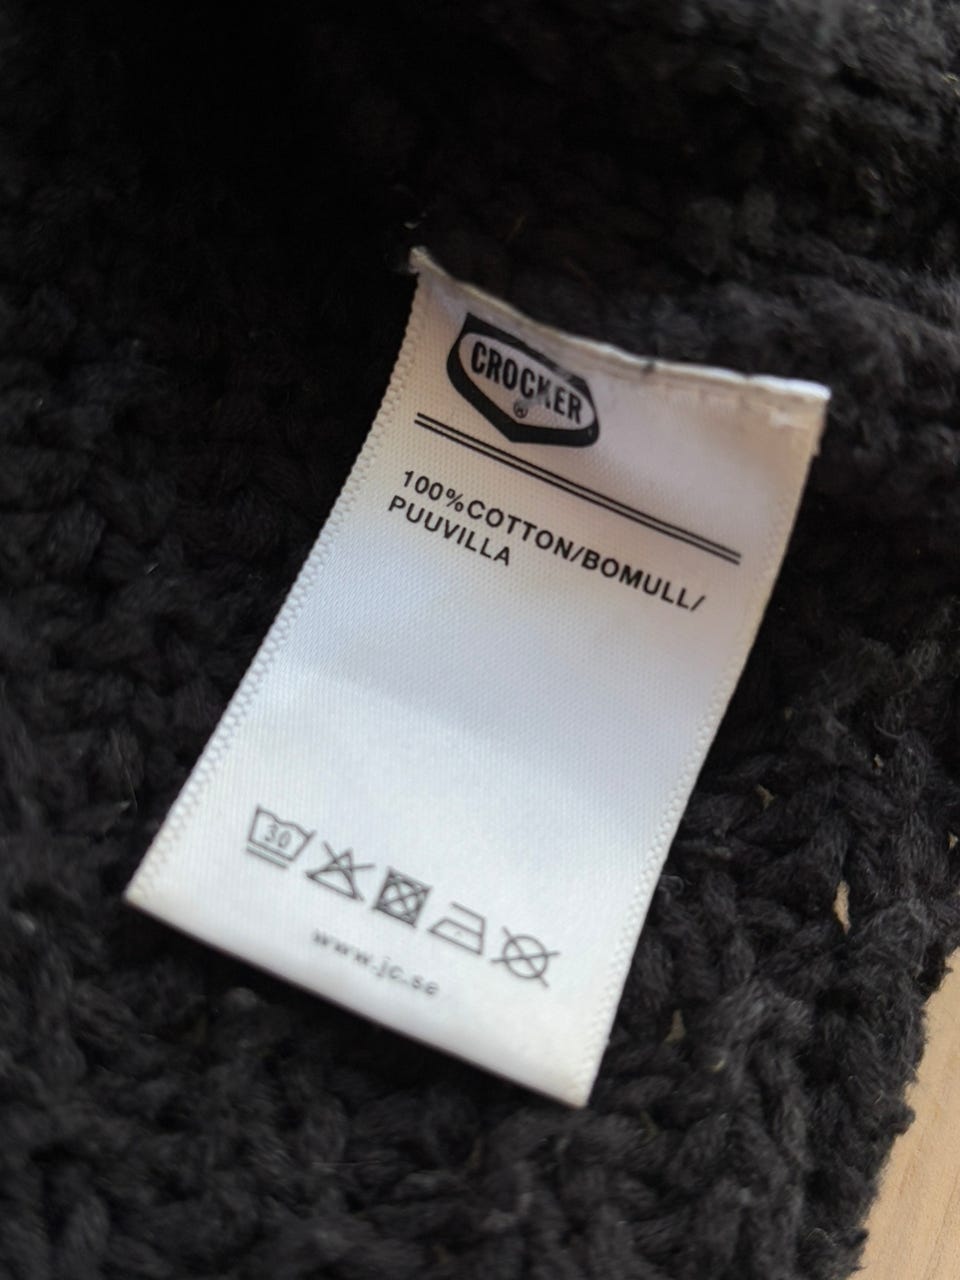 CROCKER
®
100%COTTON/BOMULL/
PUUVILLA
30
www.jc.se